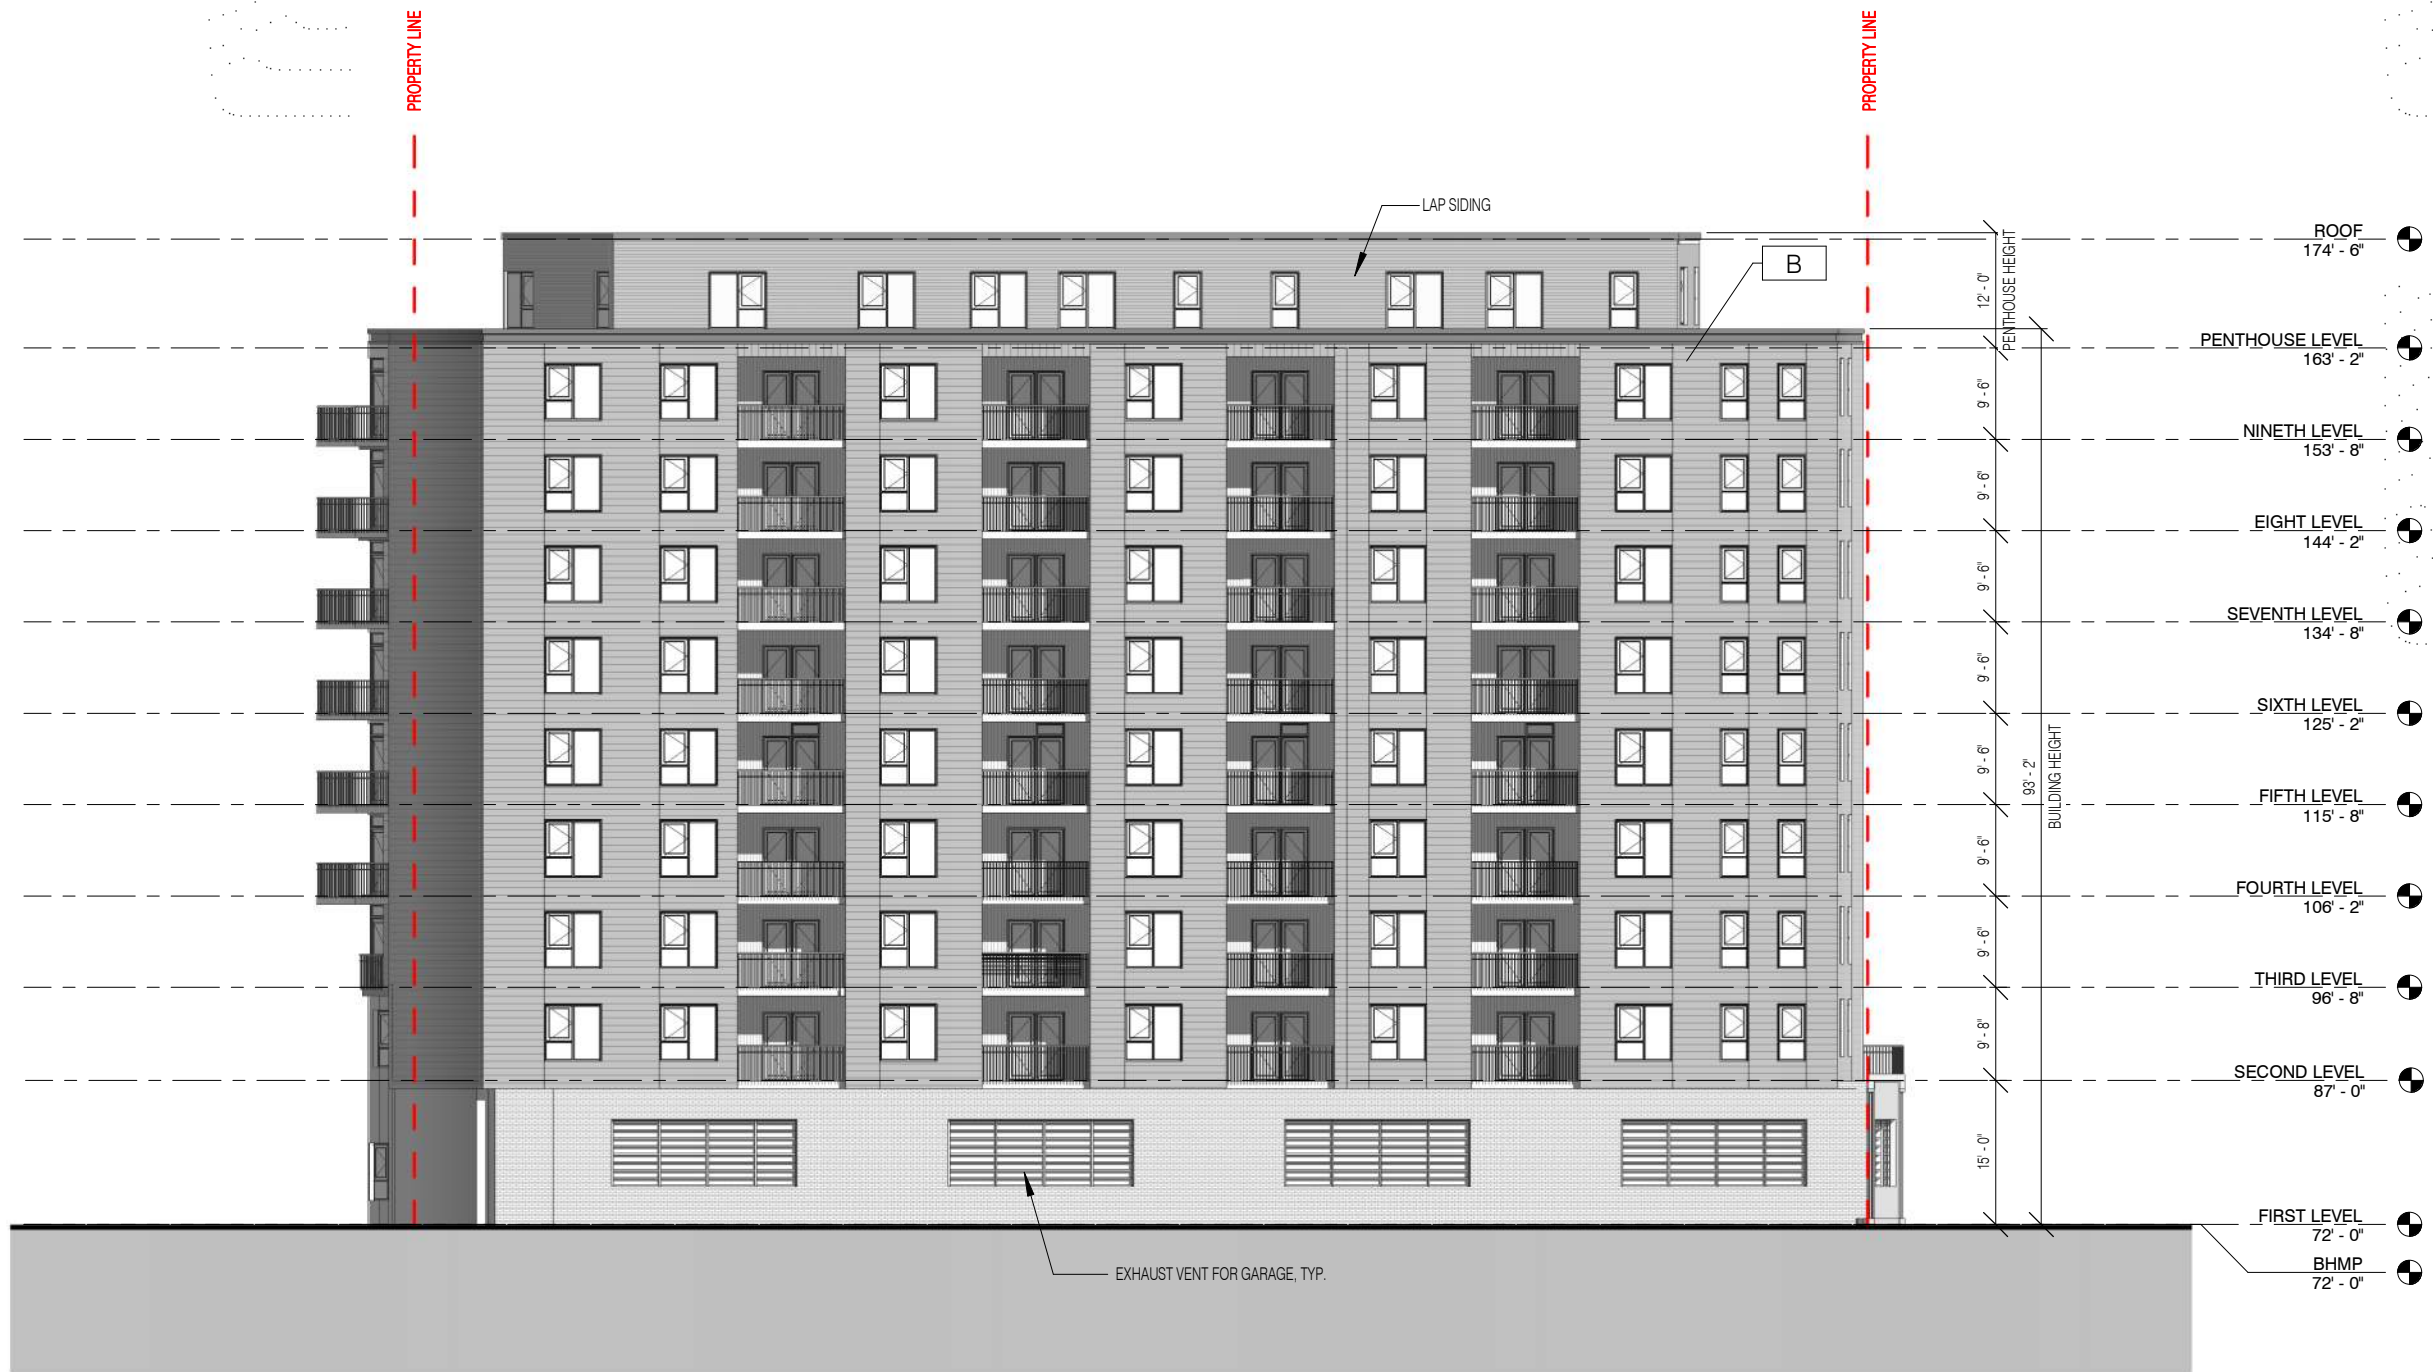 PROPERTY LINE
PROPERTY LINE
LAP SIDING
B
ROOF
174' - 6"
12' - 0"
PENTHOUSE HEIGHT
PENTHOUSE LEVEL
163' - 2"
9' - 6"
NINETH LEVEL
153' - 8"
9' - 6"
EIGHT LEVEL
144' - 2"
9' - 6"
SEVENTH LEVEL
134' - 8"
9' - 6"
SIXTH LEVEL
125' - 2"
9' - 6"
93' - 2"
BUILDING HEIGHT
FIFTH LEVEL
115' - 8"
9' - 6"
FOURTH LEVEL
106' - 2"
9' - 6"
THIRD LEVEL
96' - 8"
9' - 8"
SECOND LEVEL
87' - 0"
15' - 0"
FIRST LEVEL
72' - 0"
BHMP
72' - 0"
EXHAUST VENT FOR GARAGE, TYP.